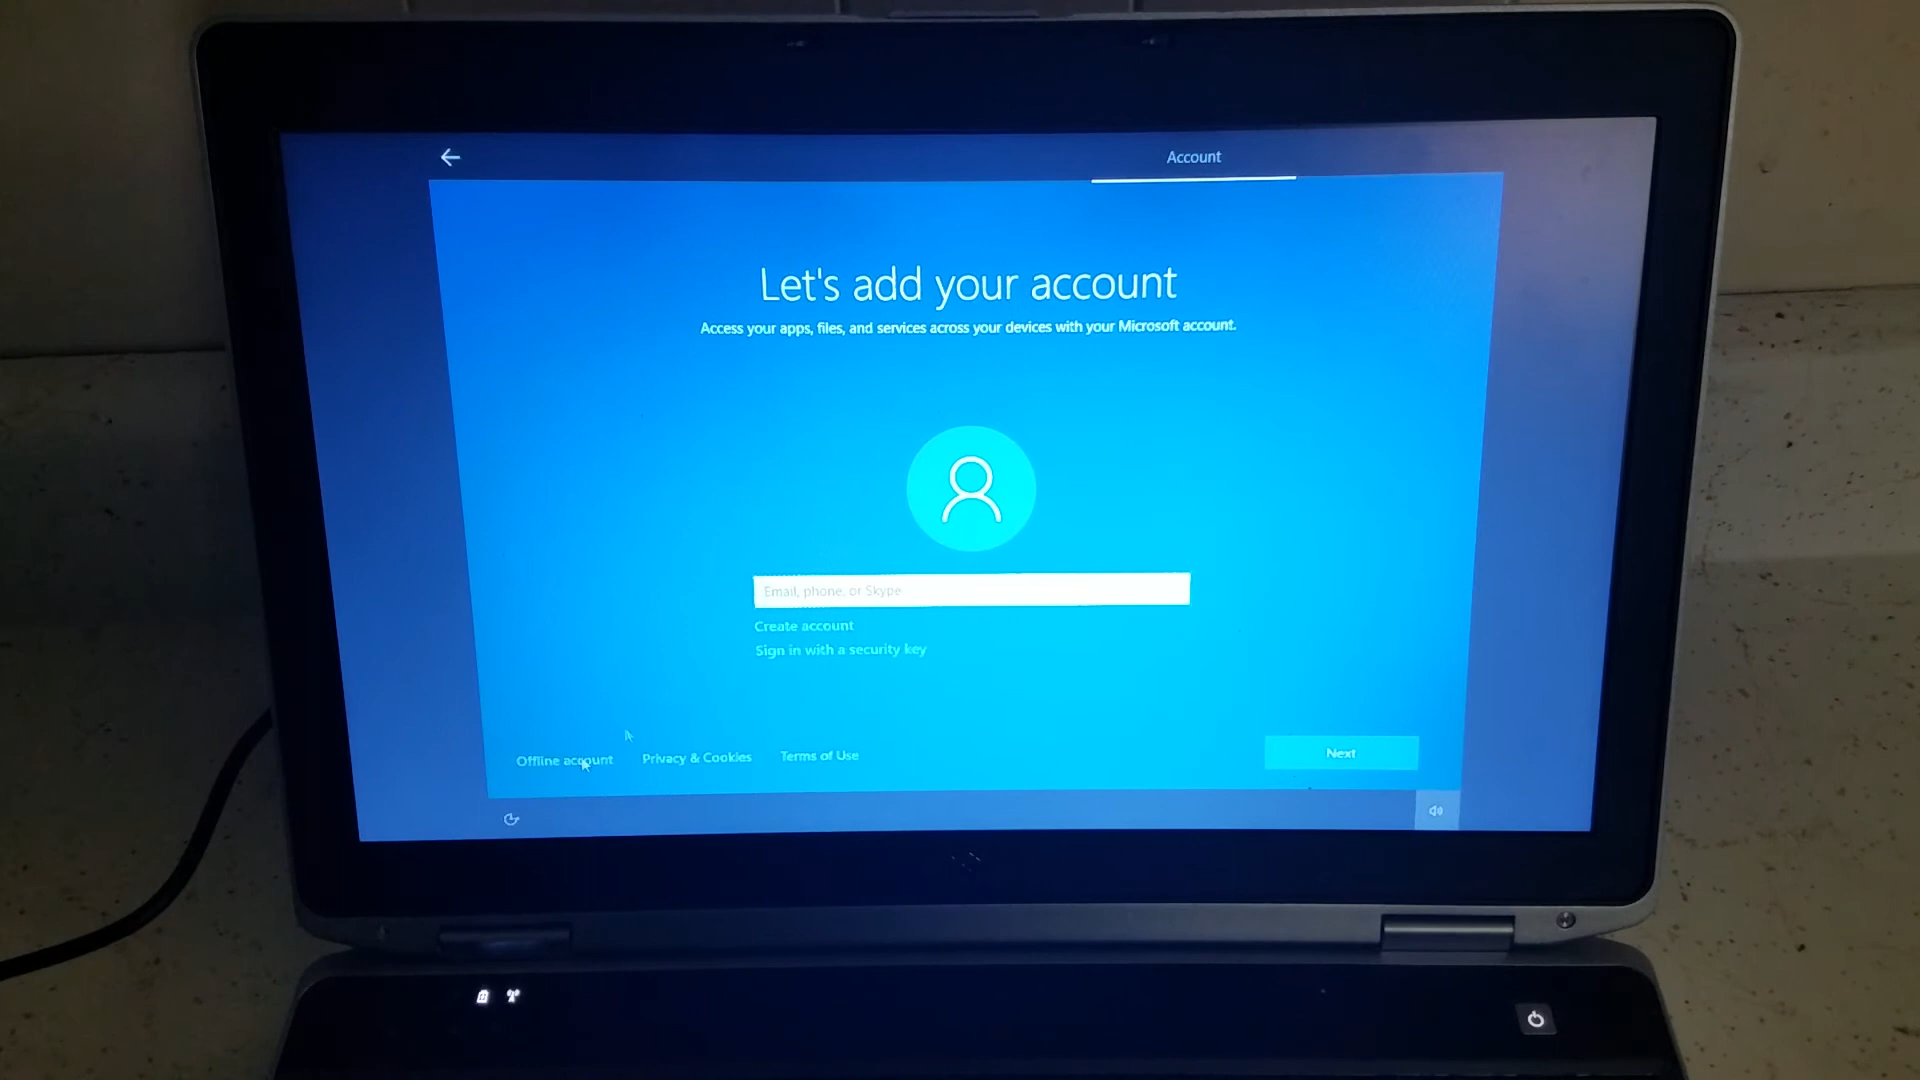 Account
Let's add your account
Access your apps, files, and services across your devices with your Microsoft account.
Email, phone, or Skype
Create account
Sign in with a security key
Offline account
Privacy & Cookies
Terms of Use
Next